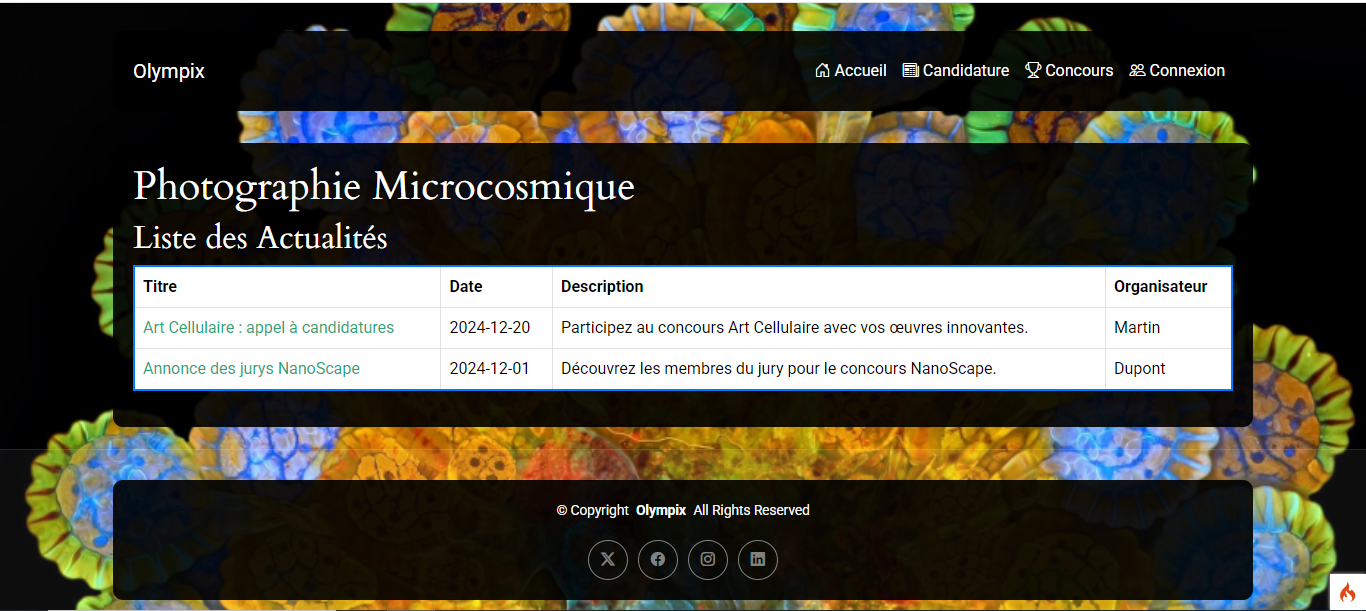 Olympix
Accueil Candidature Concours Connexion
Photographie Microcosmique
Liste des Actualités
Titre Date Description Organisateur
Art Cellulaire : appel à candidatures 2024-12-20 Participez au concours Art Cellulaire avec vos œuvres innovantes. Martin
Annonce des jurys NanoScape 2024-12-01 Découvrez les membres du jury pour le concours NanoScape. Dupont
© Copyright Olympix All Rights Reserved